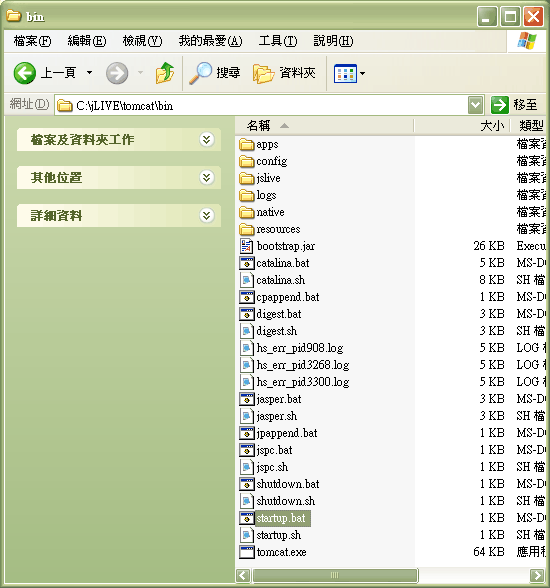 bin
檔案(F) 編輯(E) 檢視(V) 我的最愛(A) 工具(T) 說明(H)
上一頁 搜尋 資料夾
網址(D) C:\jLIVE\tomcat\bin 移至
檔案及資料夾工作
其他位置
詳細資料
名稱 大小 類型
apps 檔案資
config 檔案資
jslive 檔案資
logs 檔案資
native 檔案資
resources 檔案資
bootstrap.jar 26 KB Execu
catalina.bat 5 KB MS-DO
catalina.sh 8 KB SH 檔
cpappend.bat 1 KB MS-DO
digest.bat 3 KB MS-DO
digest.sh 3 KB SH 檔
hs_err_pid908.log 5 KB LOG 檔
hs_err_pid3268.log 5 KB LOG 檔
hs_err_pid3300.log 5 KB LOG 檔
jasper.bat 3 KB MS-DO
jasper.sh 3 KB SH 檔
jpappend.bat 1 KB MS-DO
jspc.bat 1 KB MS-DO
jspc.sh 1 KB SH 檔
shutdown.bat 1 KB MS-DO
shutdown.sh 1 KB SH 檔
startup.bat 1 KB MS-DO
startup.sh 1 KB SH 檔
tomcat.exe 64 KB 應用程